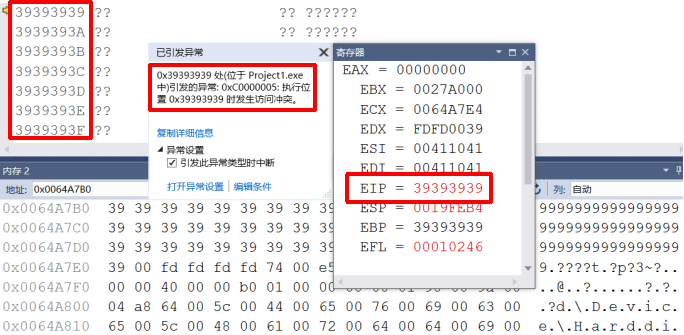 39393939 ?? ?? ??????
3939393A ?? ?? ??????
3939393B ??
3939393C ??
3939393D ??
3939393E ??
3939393F ??
已引发异常
0x39393939 处(位于 Project1.exe
中)引发的异常: 0xC0000005: 执行位
置 0x39393939 时发生访问冲突。
复制详细信息
异常设置
引发此异常类型时中断
打开异常设置 | 编辑条件
寄存器
EAX = 00000000
EBX = 0027A000
ECX = 0064A7E4
EDX = FDFD0039
ESI = 00411041
EDI = 00411041
EIP = 39393939
ESP = 0019FEB4
EBP = 39393939
EFL = 00010246
内存 2
地址: 0x0064A7B0 列: 自动
0x0064A7B0 39 39 39 39 39 39 39 39 9999999999999999
0x0064A7C0 39 39 39 39 39 39 39 39 9999999999999999
0x0064A7D0 39 39 39 39 39 39 39 39 9999999999999999
0x0064A7E0 39 00 fd fd fd fd 74 00 e5 9.????t.?p?3~?..
0x0064A7F0 00 00 40 00 00 b0 01 00 ..@..?......?.?.
0x0064A800 04 a8 64 00 5c 00 44 00 65 00 76 00 69 00 63 00 .?d.\.D.e.v.i.c.
0x0064A810 65 00 5c 00 48 00 61 00 72 00 64 00 64 00 69 00 e.\.H.a.r.d.d.i.